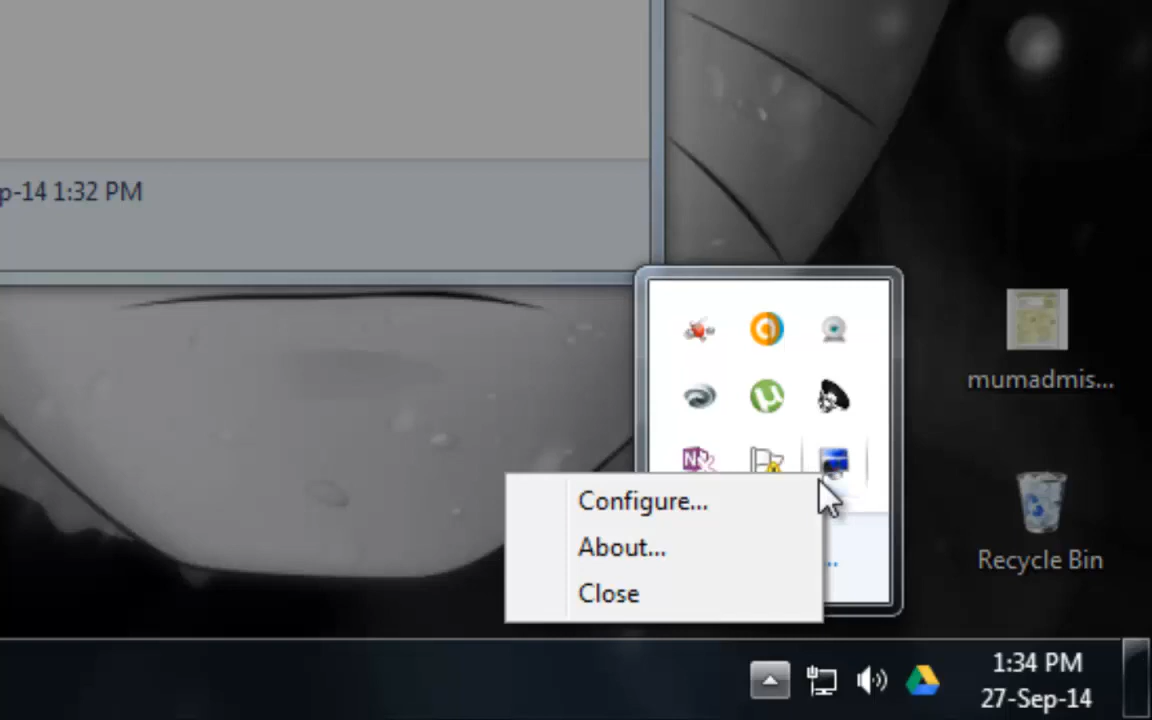 p-14 1:32 PM
mumadmis...
Configure...
About...
Close
Recycle Bin
1:34 PM
27-Sep-14